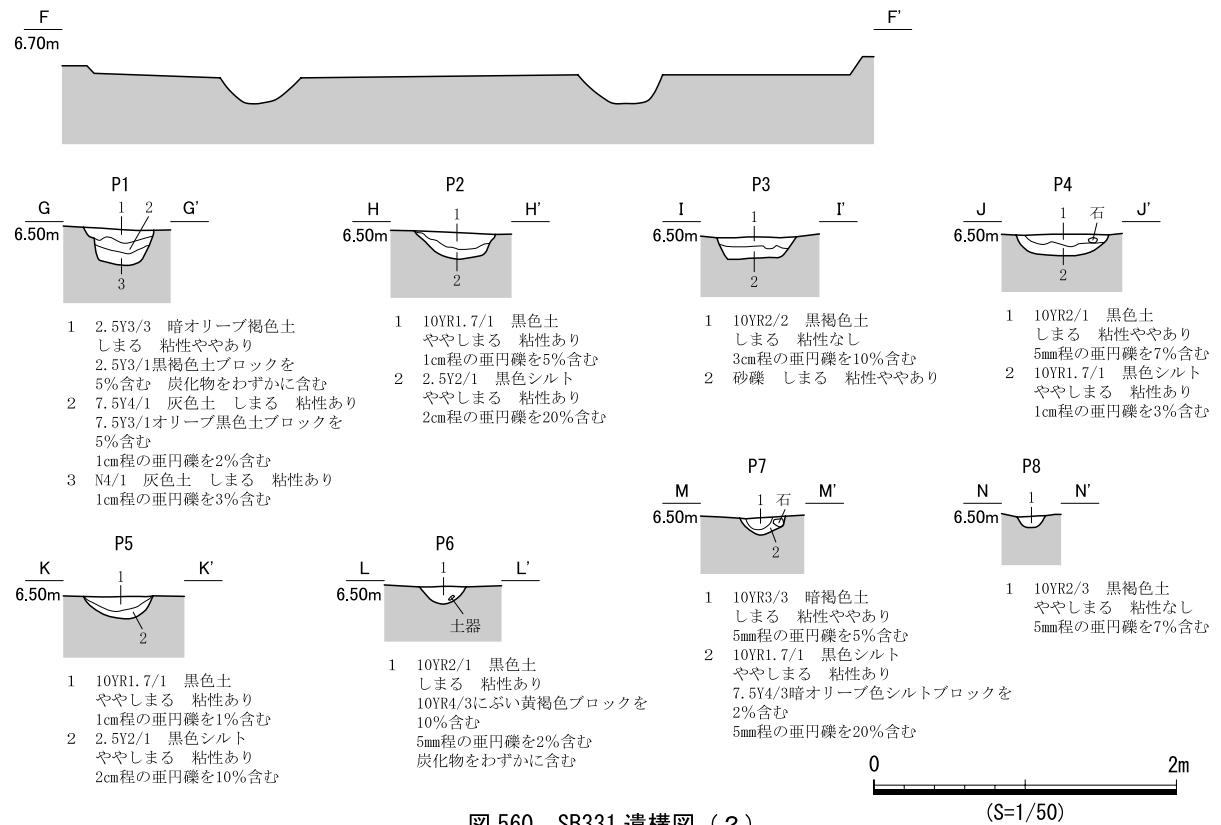 F F'
6.70m
P1
G 1 2 G'
6.50m
3
1 2.5Y3/3 暗オリーブ褐色土
しまる 粘性ややあり
2.5Y3/1黒褐色土ブロックを
5%含む 炭化物をわずかに含む
2 7.5Y4/1 灰色土 しまる 粘性あり
7.5Y3/1オリーブ黒色土ブロックを
5%含む
1cm程の亜円礫を2%含む
3 N4/1 灰色土 しまる 粘性あり
1cm程の亜円礫を3%含む
P2
H 1 H'
6.50m
2
1 10YR1.7/1 黒色土
ややしまる 粘性あり
1cm程の亜円礫を5%含む
2 2.5Y2/1 黒色シルト
ややしまる 粘性あり
2cm程の亜円礫を20%含む
P3
I 1 I'
6.50m
2
1 10YR2/2 黒褐色土
しまる 粘性なし
3cm程の亜円礫を10%含む
2 砂礫 しまる 粘性ややあり
P4
J 1 石 J'
6.50m
2
1 10YR2/1 黒色土
しまる 粘性ややあり
5mm程の亜円礫を7%含む
2 10YR1.7/1 黒色シルト
ややしまる 粘性あり
1cm程の亜円礫を3%含む
P5
K 1 K'
6.50m
2
1 10YR1.7/1 黒色土
ややしまる 粘性あり
1cm程の亜円礫を1%含む
2 2.5Y2/1 黒色シルト
ややしまる 粘性あり
2cm程の亜円礫を10%含む
P6
L 1 L'
6.50m
土器
1 10YR2/1 黒色土
しまる 粘性あり
10YR4/3にぶい黄褐色ブロックを
10%含む
5mm程の亜円礫を2%含む
炭化物をわずかに含む
P7
M 1 石 M'
6.50m
2
1 10YR3/3 暗褐色土
しまる 粘性ややあり
5mm程の亜円礫を5%含む
2 10YR1.7/1 黒色シルト
ややしまる 粘性あり
7.5Y4/3暗オリーブ色シルトブロックを
2%含む
5mm程の亜円礫を20%含む
P8
N 1 N'
6.50m
1 10YR2/3 黒褐色土
ややしまる 粘性なし
5mm程の亜円礫を7%含む
0 2m
(S=1/50)
図 560 SB331 遺構図（2）